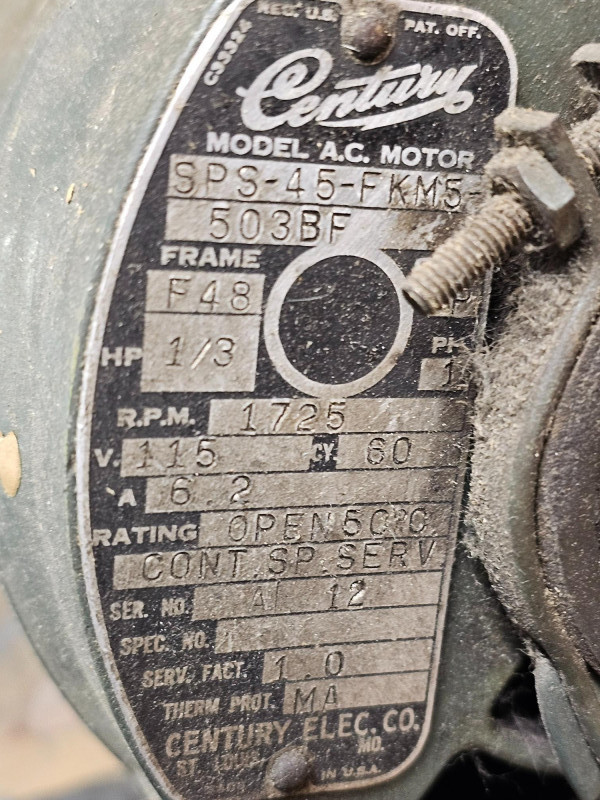 REG. U.S. PAT. OFF.
C33324
Century
MODEL A.C. MOTOR
SPS-45-FKM5-
503BF
FRAME
F48 P
HP 1/3 PH
1
R.P.M. 1725
V. 115 CY. 60
A 6.2
RATING OPEN 50°C
CONT.SP.SERV
SER. NO. A 12
SPEC. NO. 1
SERV. FACT. 1.0
THERM PROT. MA
CENTURY ELEC. CO.
ST. LOUIS MO.
IN U.S.A.